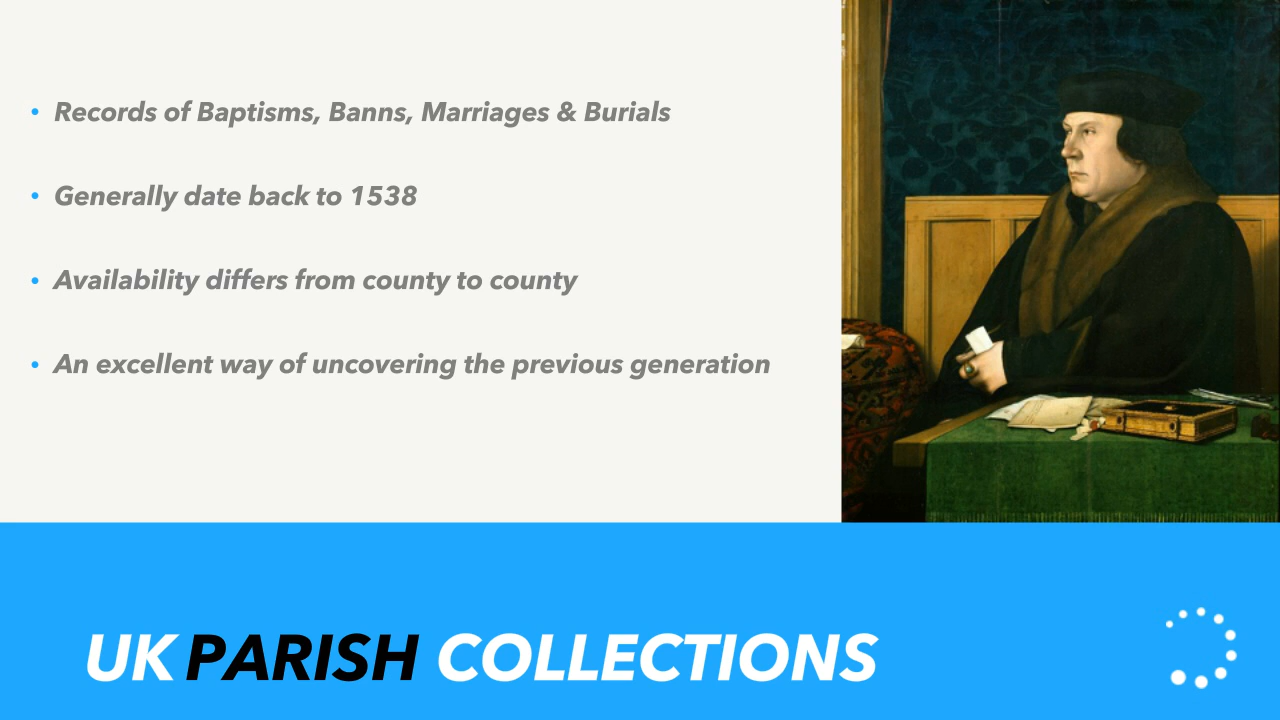 Records of Baptisms, Banns, Marriages & Burials
Generally date back to 1538
Availability differs from county to county
An excellent way of uncovering the previous generation
UK PARISH COLLECTIONS